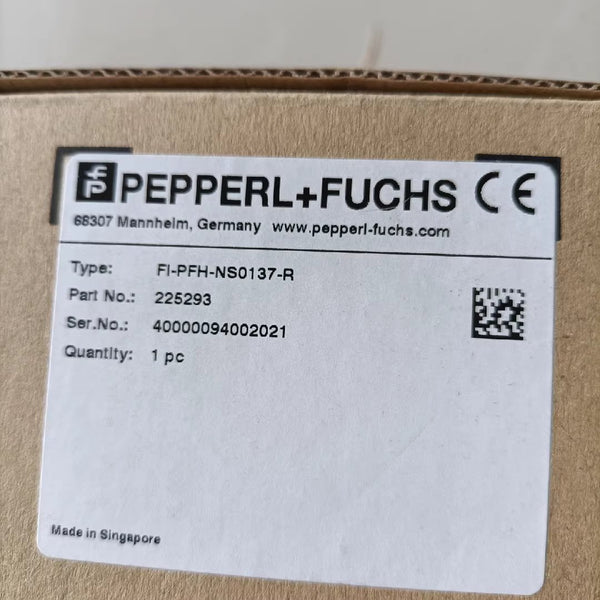 PEPPERL+FUCHS CE
68307 Mannheim, Germany www.pepperl-fuchs.com
Type: FI-PFH-NS0137-R
Part No.: 225293
Ser.No.: 40000094002021
Quantity: 1 pc
Made in Singapore